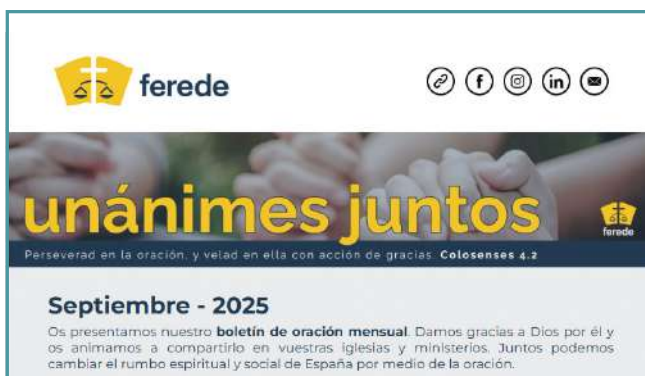 ferede
unánimes juntos
ferede
Perseverad en la oración, y velad en ella con acción de gracias. Colosenses 4.2
Septiembre - 2025
Os presentamos nuestro boletín de oración mensual. Damos gracias a Dios por él y
os animamos a compartirlo en vuestras iglesias y ministerios. Juntos podemos
cambiar el rumbo espiritual y social de España por medio de la oración.